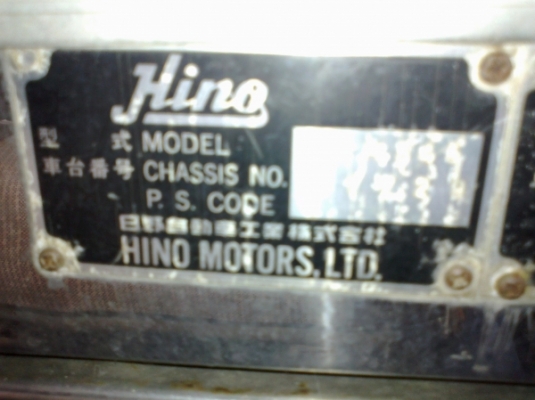 Hino
型式 MODEL
車台番号 CHASSIS NO.
P. S. CODE
日野自動車工業株式会社
HINO MOTORS, LTD.